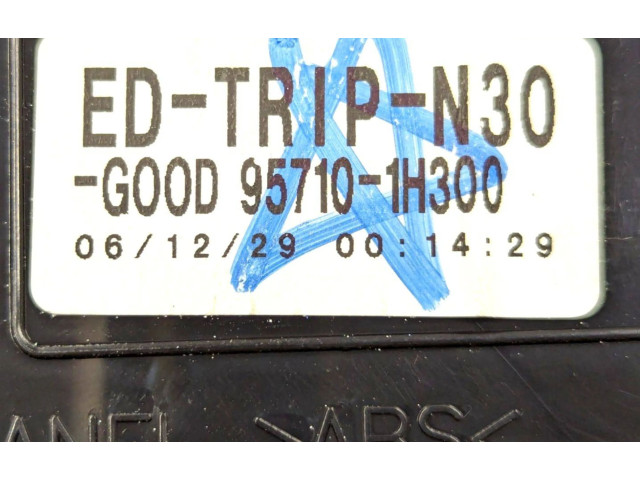 ED-TRIP-N30
-GOOD 95710-1H300
06/12/29 00:14:29
>ABS<